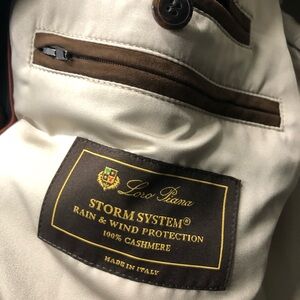 Loro Piana
STORM SYSTEM®
RAIN & WIND PROTECTION
100% CASHMERE
MADE IN ITALY